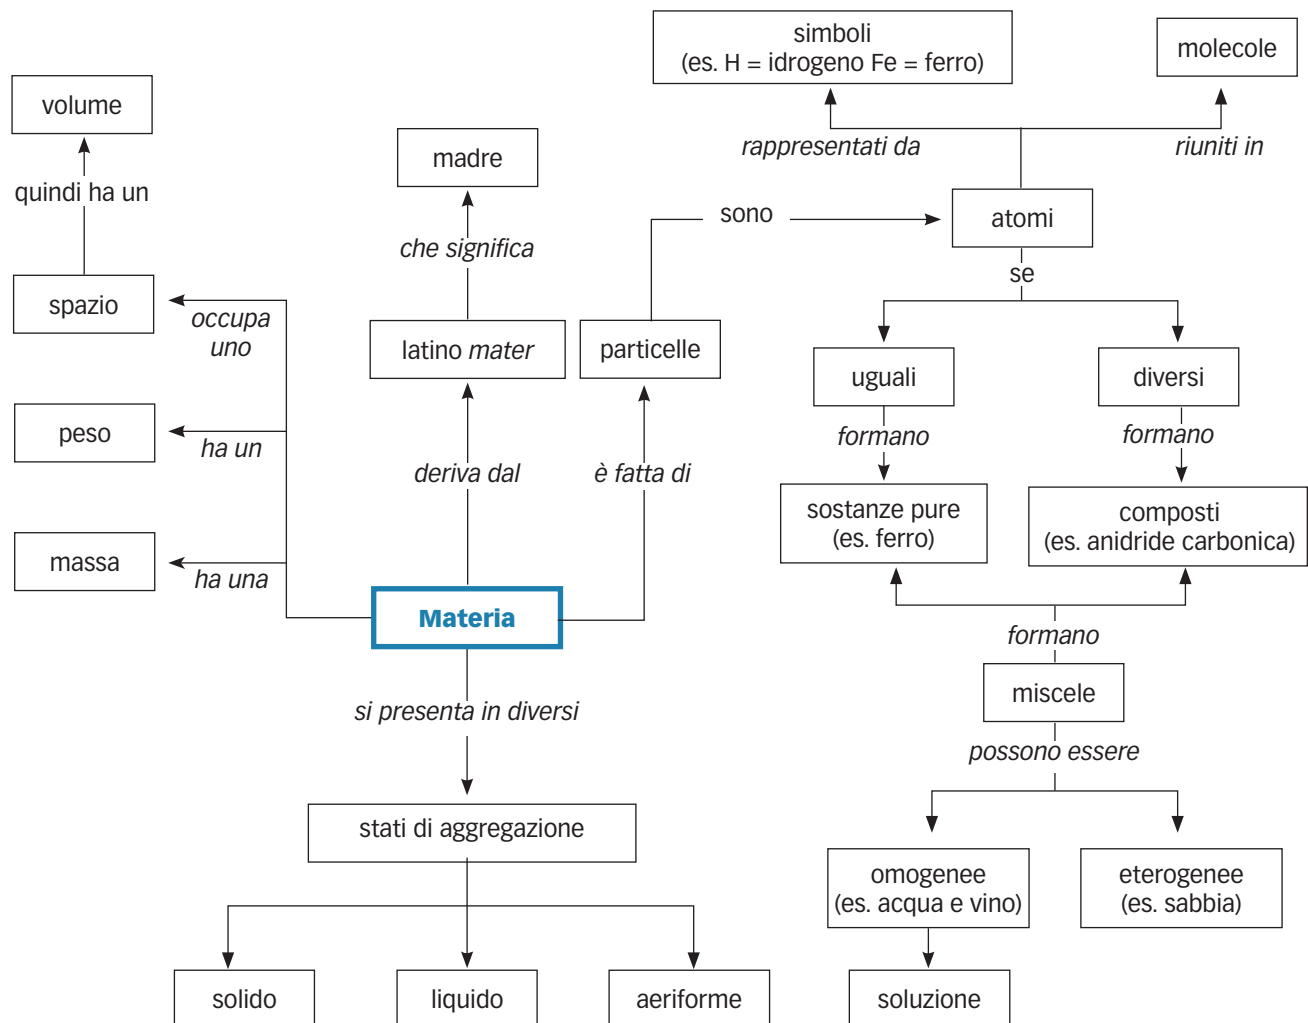 simboli
(es. H = idrogeno Fe = ferro)
molecole
volume
rappresentati da
riuniti in
madre
quindi ha un
sono
atomi
che significa
se
spazio
occupa
uno
latino mater
particelle
uguali
diversi
peso
ha un
formano
formano
deriva dal
è fatta di
sostanze pure
(es. ferro)
composti
(es. anidride carbonica)
massa
ha una
Materia
formano
miscele
si presenta in diversi
possono essere
stati di aggregazione
omogenee
(es. acqua e vino)
eterogenee
(es. sabbia)
solido
liquido
aeriforme
soluzione